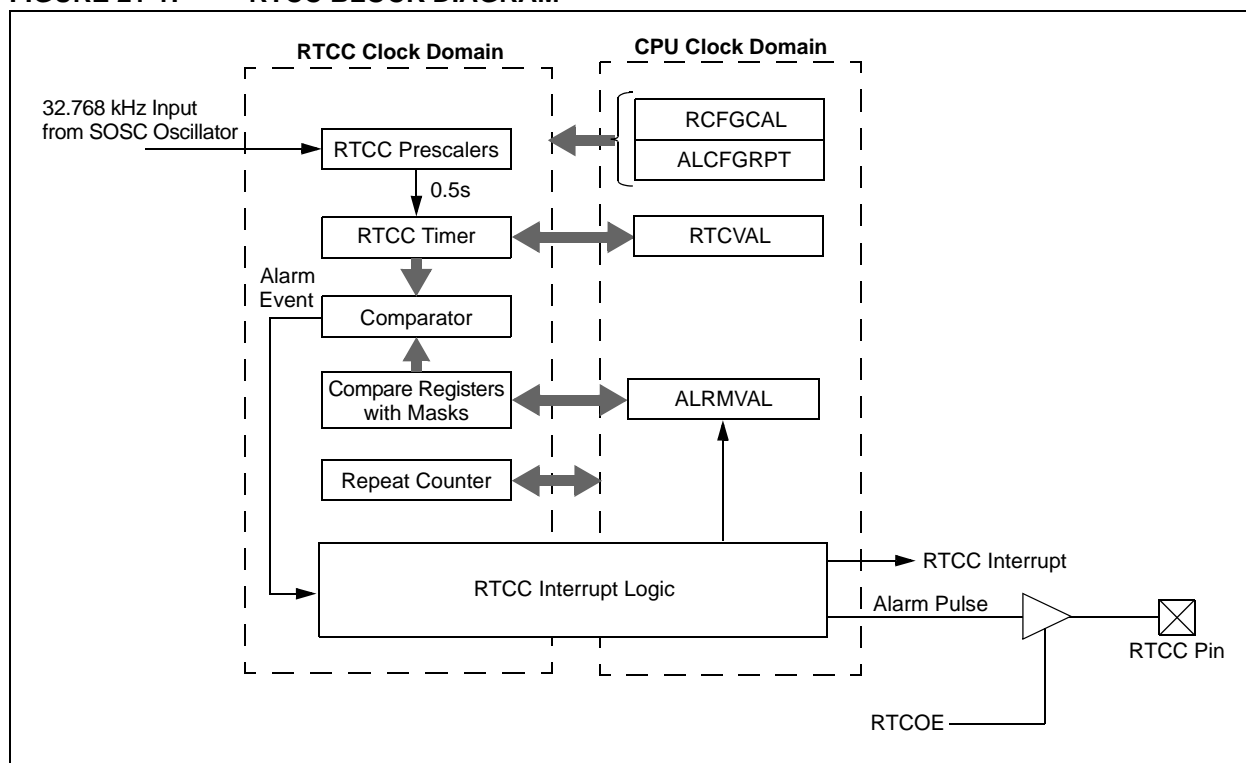 RTCC Clock Domain
CPU Clock Domain
32.768 kHz Input
from SOSC Oscillator
RTCC Prescalers
0.5s
RTCC Timer
Alarm
Event
Comparator
Compare Registers
with Masks
Repeat Counter
RCFGCAL
ALCFGRPT
RTCVAL
ALRMVAL
RTCC Interrupt Logic
RTCC Interrupt
Alarm Pulse
RTCC Pin
RTCOE